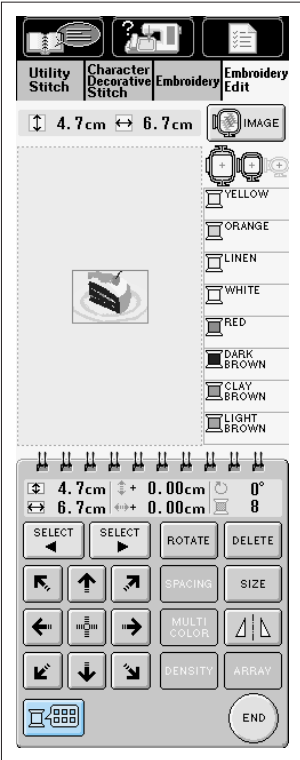 Utility
Stitch
Character
Decorative
Stitch
Embroidery
Embroidery
Edit
4.7cm 6.7cm
IMAGE
YELLOW
ORANGE
LINEN
WHITE
RED
DARK
BROWN
CLAY
BROWN
LIGHT
BROWN
4.7cm + 0.00cm 0°
6.7cm + 0.00cm 8
SELECT
SELECT
ROTATE
DELETE
SPACING
SIZE
MULTI
COLOR
DENSITY
ARRAY
END